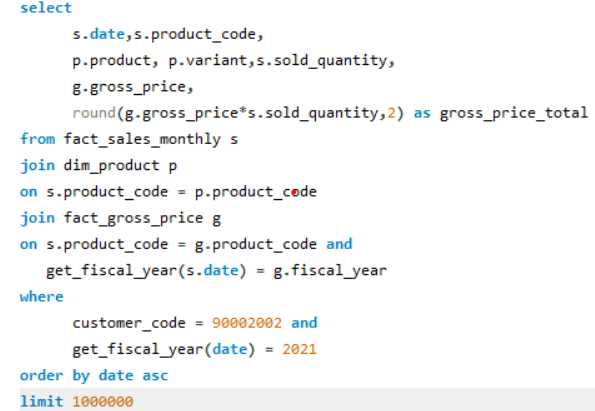 select
s.date,s.product_code,
p.product, p.variant,s.sold_quantity,
g.gross_price,
round(g.gross_price*s.sold_quantity,2) as gross_price_total
from fact_sales_monthly s
join dim_product p
on s.product_code = p.product_code
join fact_gross_price g
on s.product_code = g.product_code and
get_fiscal_year(s.date) = g.fiscal_year
where
customer_code = 90002002 and
get_fiscal_year(date) = 2021
order by date asc
limit 1000000